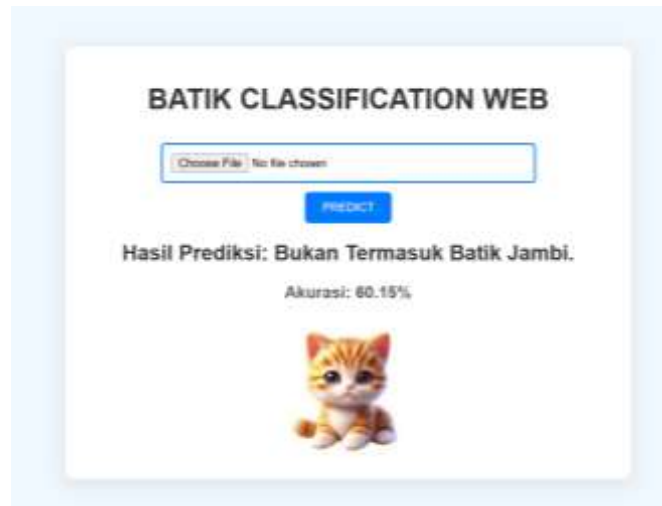 BATIK CLASSIFICATION WEB
Choose File No file chosen
PREDICT
Hasil Prediksi: Bukan Termasuk Batik Jambi.
Akurasi: 60.15%